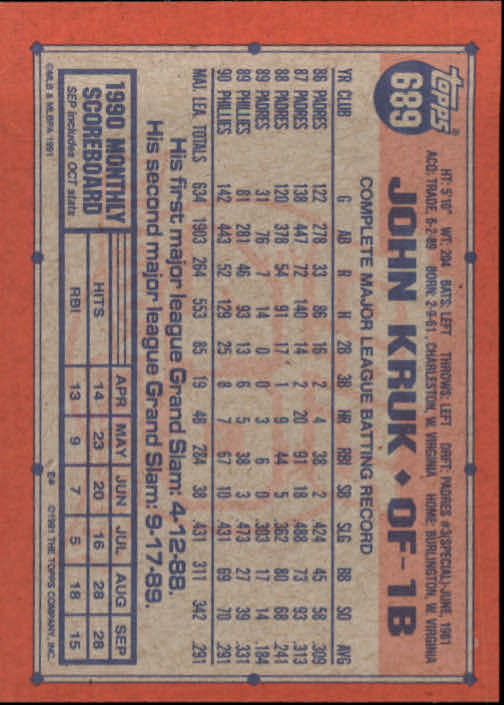 topps®
689
JOHN KRUK ♦ OF-1B
HT: 5'10" WT: 204 BATS: LEFT THROWS: LEFT DRAFT: PADRES #3(SPECIAL)-JUNE, 1981
ACQ: TRADE 6-2-89 BORN: 2-9-61, CHARLESTON, W. VIRGINIA HOME: BURLINGTON, W. VIRGINIA
COMPLETE MAJOR LEAGUE BATTING RECORD
YR CLUB G AB R H 2B 3B HR RBI SB SLG BB SO AVG
86 PADRES 122 278 33 86 16 2 4 38 2 .424 45 58 .309
87 PADRES 138 447 72 140 14 2 20 91 18 .488 73 93 .313
88 PADRES 120 378 54 91 17 1 9 44 5 .362 80 68 .241
89 PADRES 31 76 7 14 0 0 3 6 0 .303 17 14 .184
89 PHILLIES 81 281 46 93 13 6 5 38 3 .473 27 39 .331
90 PHILLIES 142 443 52 129 25 8 7 67 10 .431 69 70 .291
MAJ. LEA. TOTALS 634 1903 264 553 85 19 48 284 38 .431 311 342 .291
His first major league Grand Slam: 4-12-88.
His second major league Grand Slam: 9-17-89.
1990 MONTHLY
SCOREBOARD
SEP includes OCT stats
APR MAY JUN JUL AUG SEP
HITS 14 23 20 16 28 28
RBI 13 9 7 5 18 15
©MLB & MLBPA 1991
E* ©1991 THE TOPPS COMPANY, INC.